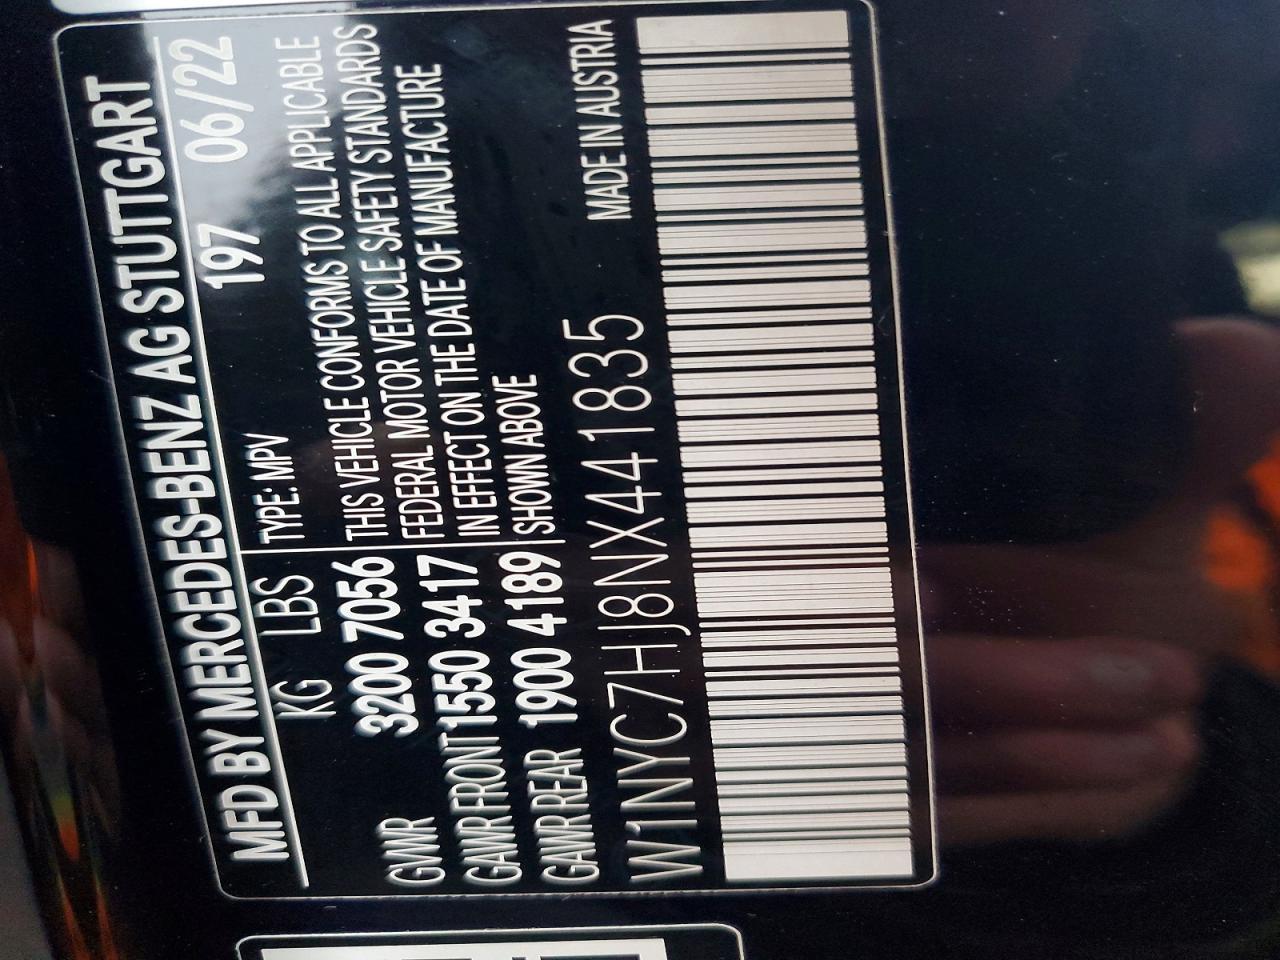 MFD BY MERCEDES-BENZ AG STUTTGART
KG LBS TYPE: MPV 197 06/22
GVWR 3200 7056 THIS VEHICLE CONFORMS TO ALL APPLICABLE
FEDERAL MOTOR VEHICLE SAFETY STANDARDS
GAWR FRONT 1550 3417 IN EFFECT ON THE DATE OF MANUFACTURE
GAWR REAR 1900 4189 SHOWN ABOVE
W1NYC7HJ8NX441835 MADE IN AUSTRIA